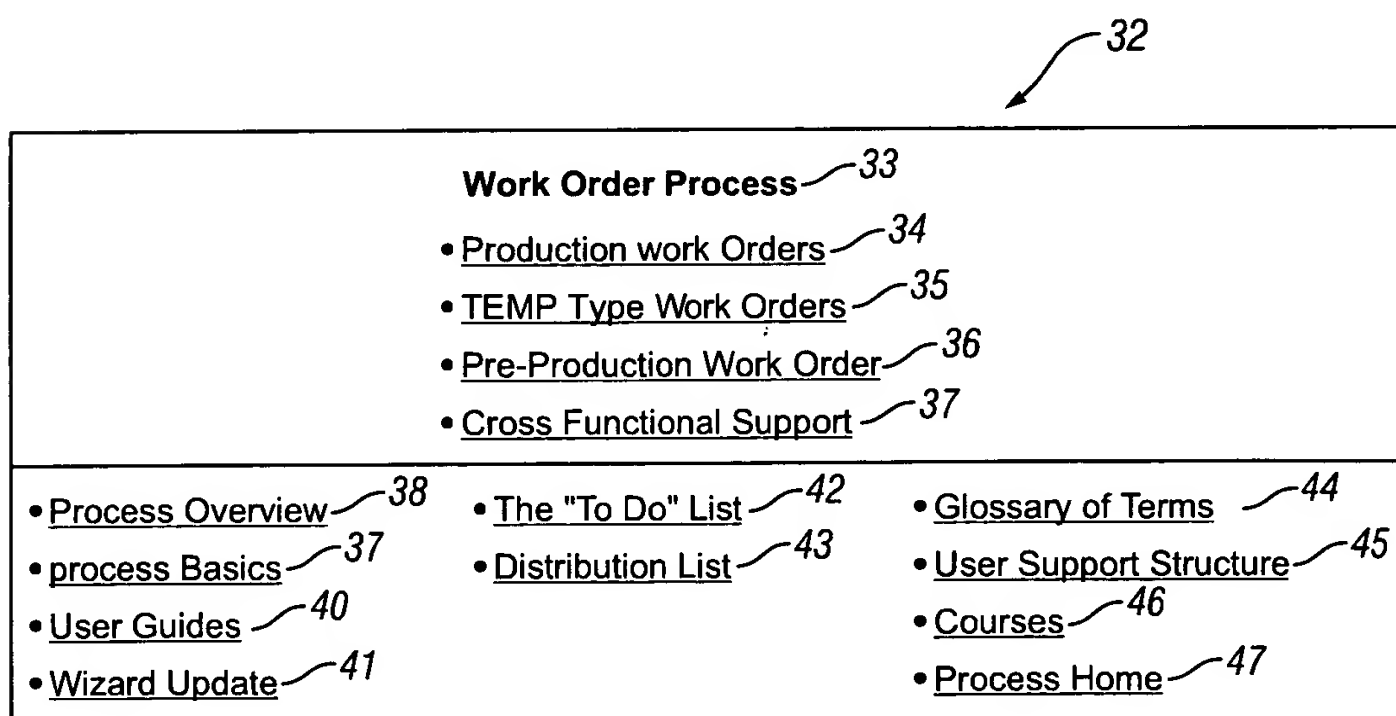 32
Work Order Process 33
• Production work Orders 34
• TEMP Type Work Orders 35
• Pre-Production Work Order 36
• Cross Functional Support 37
• Process Overview 38
• process Basics 37
• User Guides 40
• Wizard Update 41
• The "To Do" List 42
• Distribution List 43
• Glossary of Terms 44
• User Support Structure 45
• Courses 46
• Process Home 47